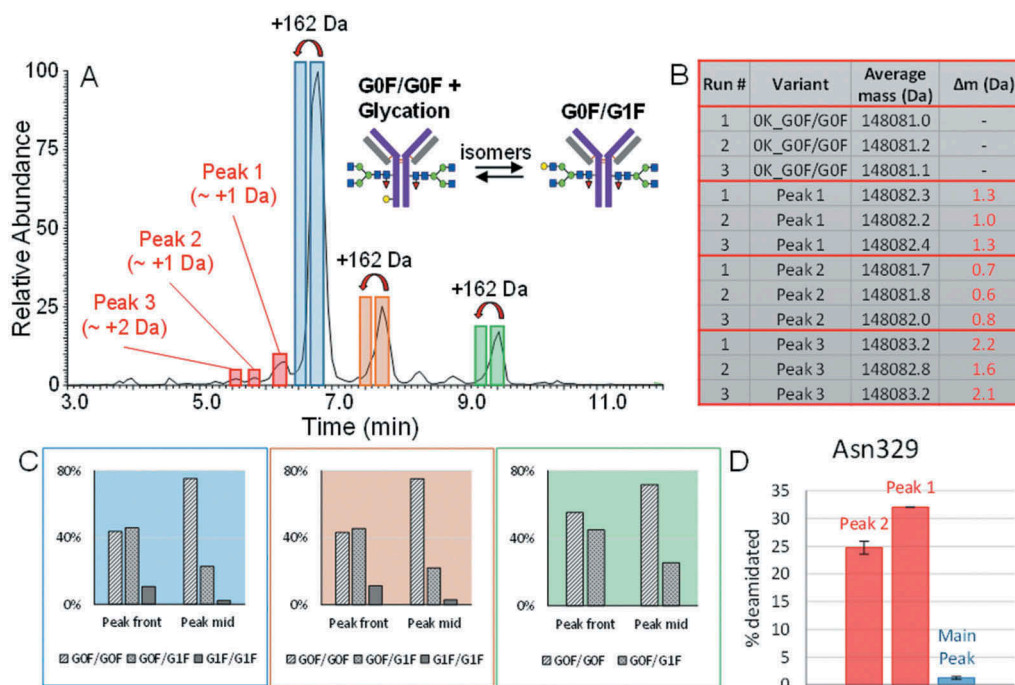 A
+162 Da
100
75
50
25
0
Relative Abundance
3.0
5.0
7.0
9.0
11.0
Time (min)
Peak 1
(~ +1 Da)
Peak 2
(~ +1 Da)
Peak 3
(~ +2 Da)
+162 Da
+162 Da
G0F/G0F +
Glycation
isomers
G0F/G1F
B
Run # Variant Average mass (Da) Δm (Da)
1 0K_G0F/G0F 148081.0 -
2 0K_G0F/G0F 148081.2 -
3 0K_G0F/G0F 148081.1 -
1 Peak 1 148082.3 1.3
2 Peak 1 148082.2 1.0
3 Peak 1 148082.4 1.3
1 Peak 2 148081.7 0.7
2 Peak 2 148081.8 0.6
3 Peak 2 148082.0 0.8
1 Peak 3 148083.2 2.2
2 Peak 3 148082.8 1.6
3 Peak 3 148083.2 2.1
C
80%
40%
0%
Peak front Peak mid
G0F/G0F G0F/G1F G1F/G1F
80%
40%
0%
Peak front Peak mid
G0F/G0F G0F/G1F G1F/G1F
80%
40%
0%
Peak front Peak mid
G0F/G0F G0F/G1F
D
Asn329
% deamidated
35
30
25
20
15
10
5
0
Peak 2
Peak 1
Main
Peak